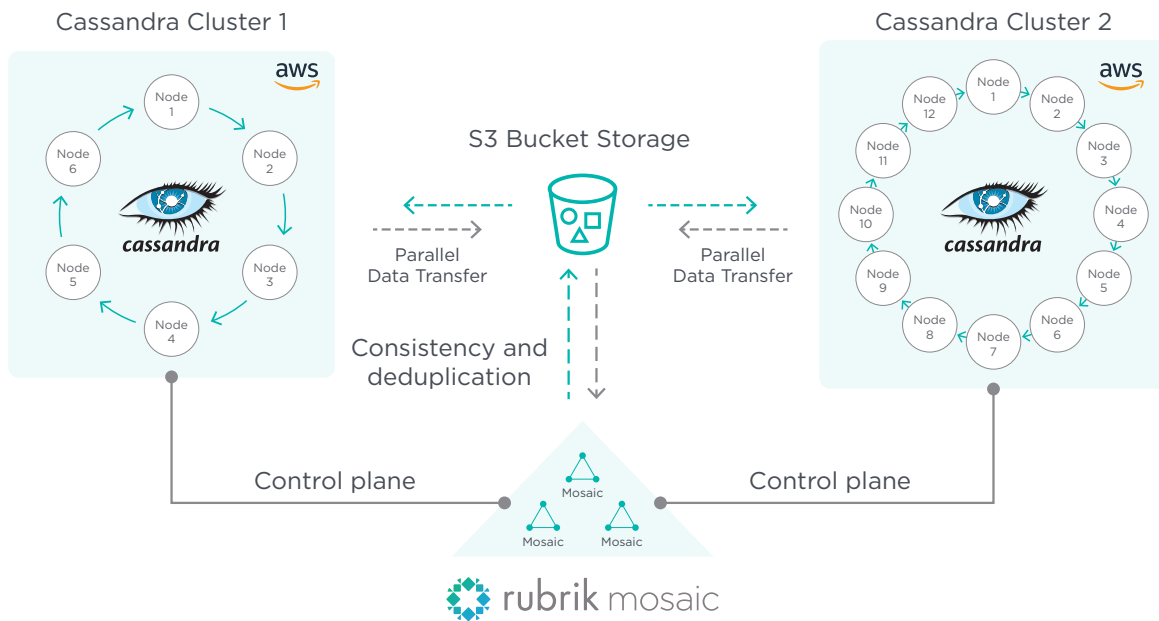 Cassandra Cluster 1
Cassandra Cluster 2
aws
Node
1
Node
2
Node
3
Node
4
Node
5
Node
6
cassandra
S3 Bucket Storage
Parallel
Data Transfer
Parallel
Data Transfer
Consistency and
deduplication
aws
Node
1
Node
2
Node
3
Node
4
Node
5
Node
6
Node
7
Node
8
Node
9
Node
10
Node
11
Node
12
cassandra
Control plane
Control plane
Mosaic
Mosaic
Mosaic
rubrik mosaic